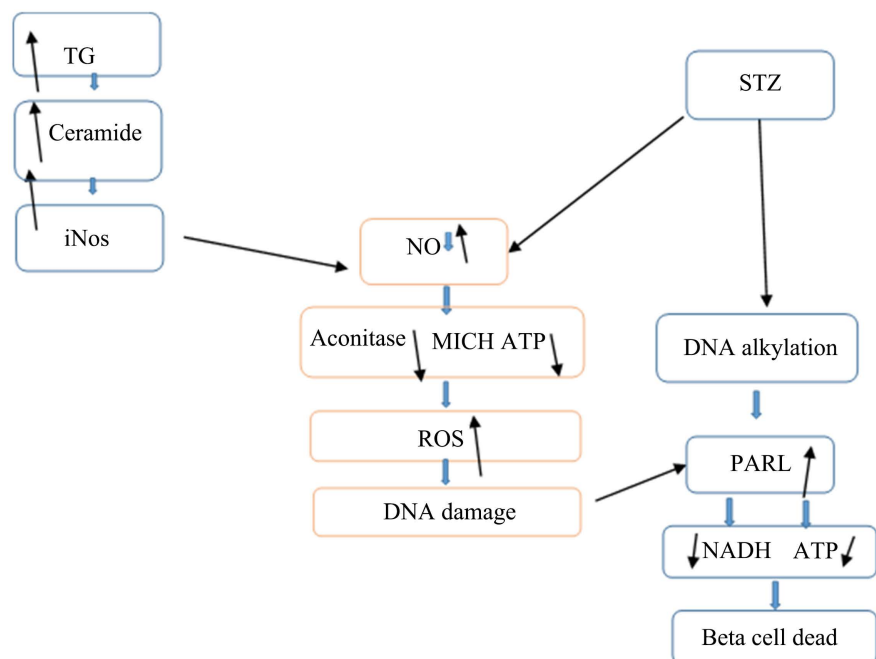 TG
Ceramide
iNos
STZ
NO
Aconitase MICH ATP
ROS
DNA damage
DNA alkylation
PARL
NADH ATP
Beta cell dead